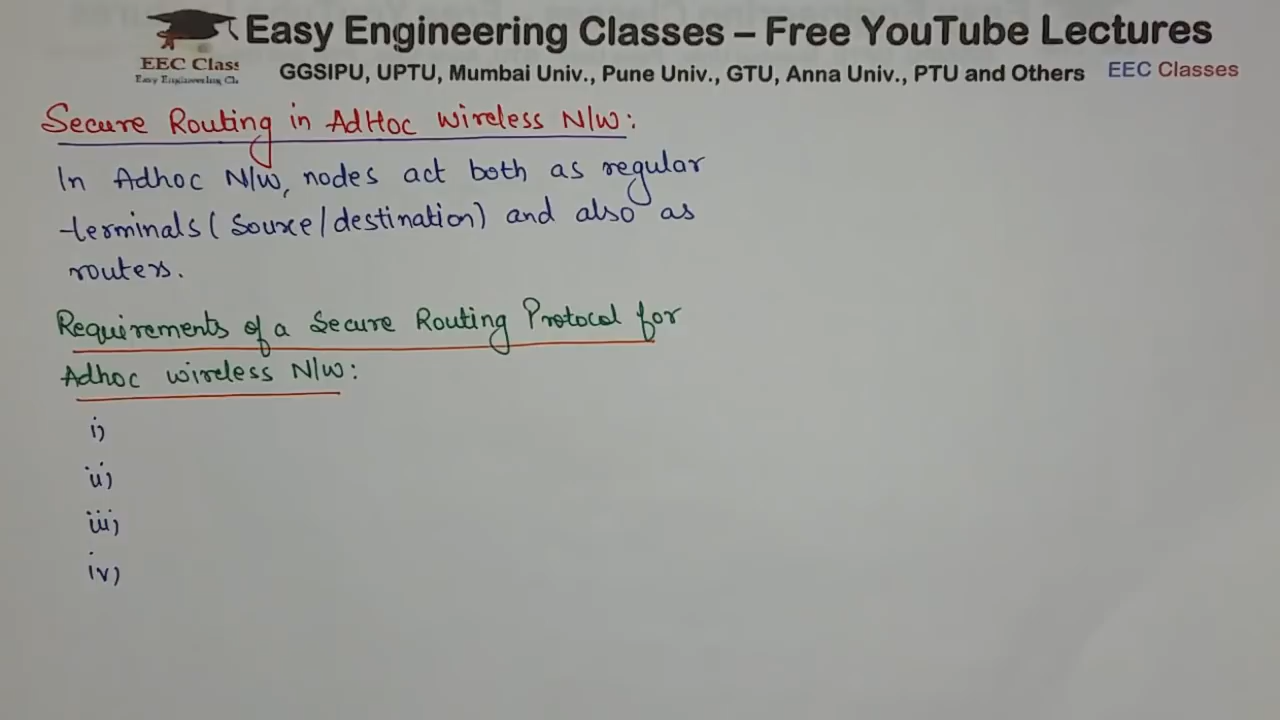 Easy Engineering Classes – Free YouTube Lectures
EEC Class
Easy Engineering Cla
GGSIPU, UPTU, Mumbai Univ., Pune Univ., GTU, Anna Univ., PTU and Others
EEC Classes
Secure Routing in AdHoc Wireless N/W:
In Adhoc N/W, nodes act both as regular
terminals (Source/destination) and also as
routers.
Requirements of a Secure Routing Protocol for
Adhoc Wireless N/W:
i)
ii)
iii)
iv)